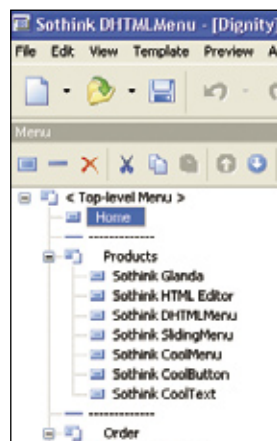 Sothink DHTMLMenu - [Dignity]
File Edit View Template Preview A
Menu
< Top-level Menu >
Home
-------------
Products
Sothink Glanda
Sothink HTML Editor
Sothink DHTMLMenu
Sothink SlidingMenu
Sothink CoolMenu
Sothink CoolButton
Sothink CoolText
-------------
Order